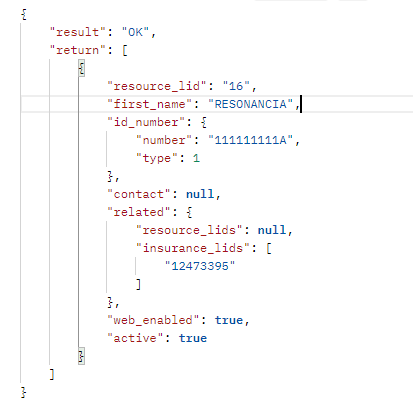 {
    "result": "OK",
    "return": [
        {
            "resource_lid": "16",
            "first_name": "RESONANCIA",
            "id_number": {
                "number": "111111111A",
                "type": 1
            },
            "contact": null,
            "related": {
                "resource_lids": null,
                "insurance_lids": [
                    "12473395"
                ]
            },
            "web_enabled": true,
            "active": true
        }
    ]
}